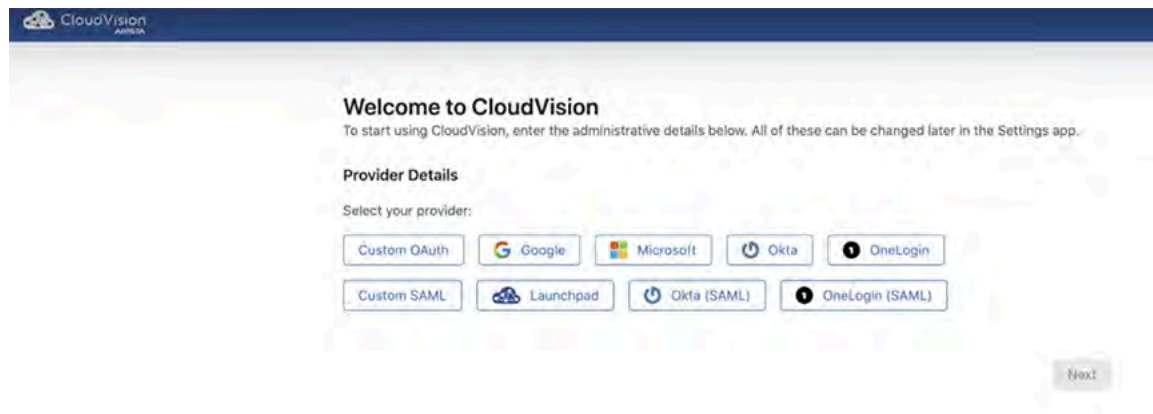 CloudVision
ARISTA
Welcome to CloudVision
To start using CloudVision, enter the administrative details below. All of these can be changed later in the Settings app.
Provider Details
Select your provider:
Custom OAuth Google Microsoft Okta OneLogin
Custom SAML Launchpad Okta (SAML) OneLogin (SAML)
Next